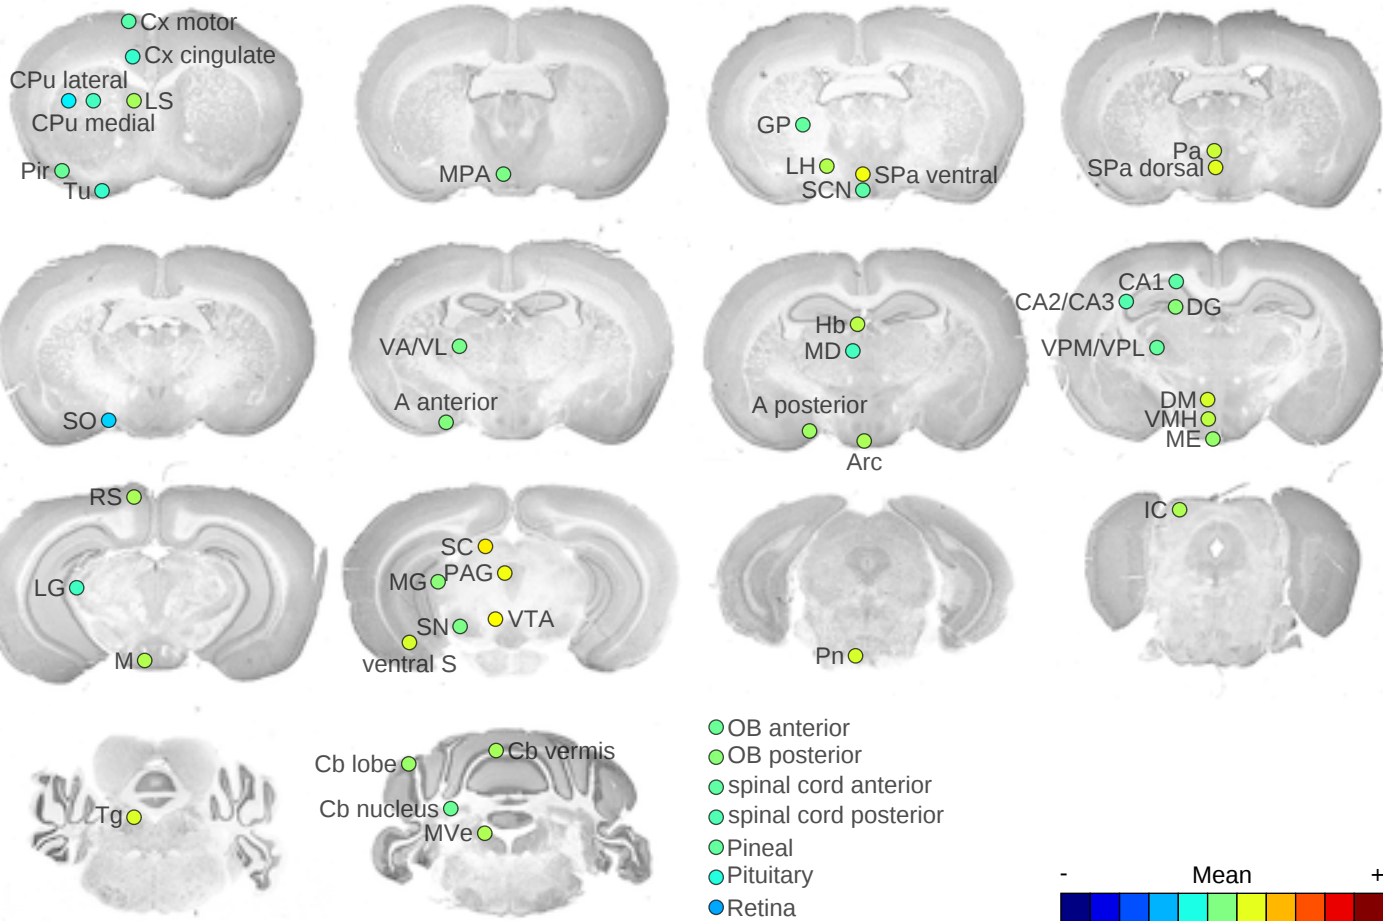 Cx motor
Cx cingulate
CPu lateral
LS
CPu medial
Pir
Tu
MPA
GP
LH
SPa ventral
SCN
Pa
SPa dorsal
SO
VA/VL
A anterior
Hb
MD
A posterior
Arc
CA1
CA2/CA3
DG
VPM/VPL
DM
VMH
ME
RS
LG
M
SC
PAG
MG
VTA
SN
ventral S
Pn
IC
Tg
Cb vermis
Cb lobe
Cb nucleus
MVe
OB anterior
OB posterior
spinal cord anterior
spinal cord posterior
Pineal
Pituitary
Retina
- Mean +